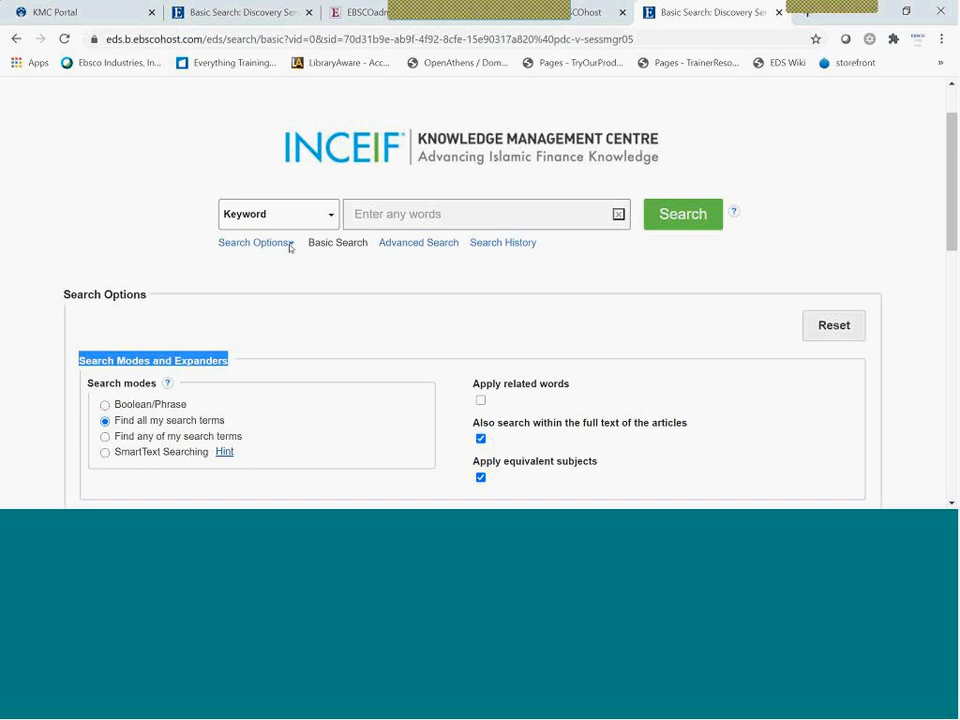 KMC Portal
Basic Search: Discovery Ser
EBSCOadr
COhost
Basic Search: Discovery Se
eds.b.ebscohost.com/eds/search/basic?vid=0&sid=70d31b9e-ab9f-4f92-8cfe-15e90317a820%40pdc-v-sessmgr05
Apps
Ebsco Industries, In...
Everything Training...
LibraryAware - Acc...
OpenAthens / Dom...
Pages - TryOurProd...
Pages - TrainerReso...
EDS Wiki
storefront
»
INCEIF KNOWLEDGE MANAGEMENT CENTRE
Advancing Islamic Finance Knowledge
Keyword Enter any words Search ?
Search Options Basic Search Advanced Search Search History
Search Options
Reset
Search Modes and Expanders
Search modes ?
Boolean/Phrase
Find all my search terms
Find any of my search terms
SmartText Searching Hint
Apply related words
Also search within the full text of the articles
Apply equivalent subjects